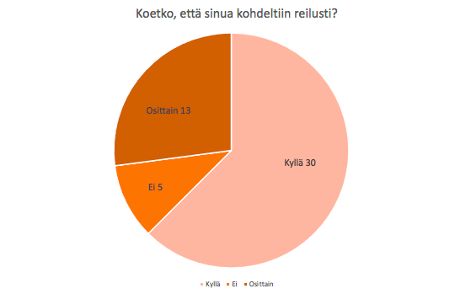 Koetko, että sinua kohdeltiin reilusti?
Osittain 13
Kyllä 30
Ei 5
Kyllä Ei Osittain